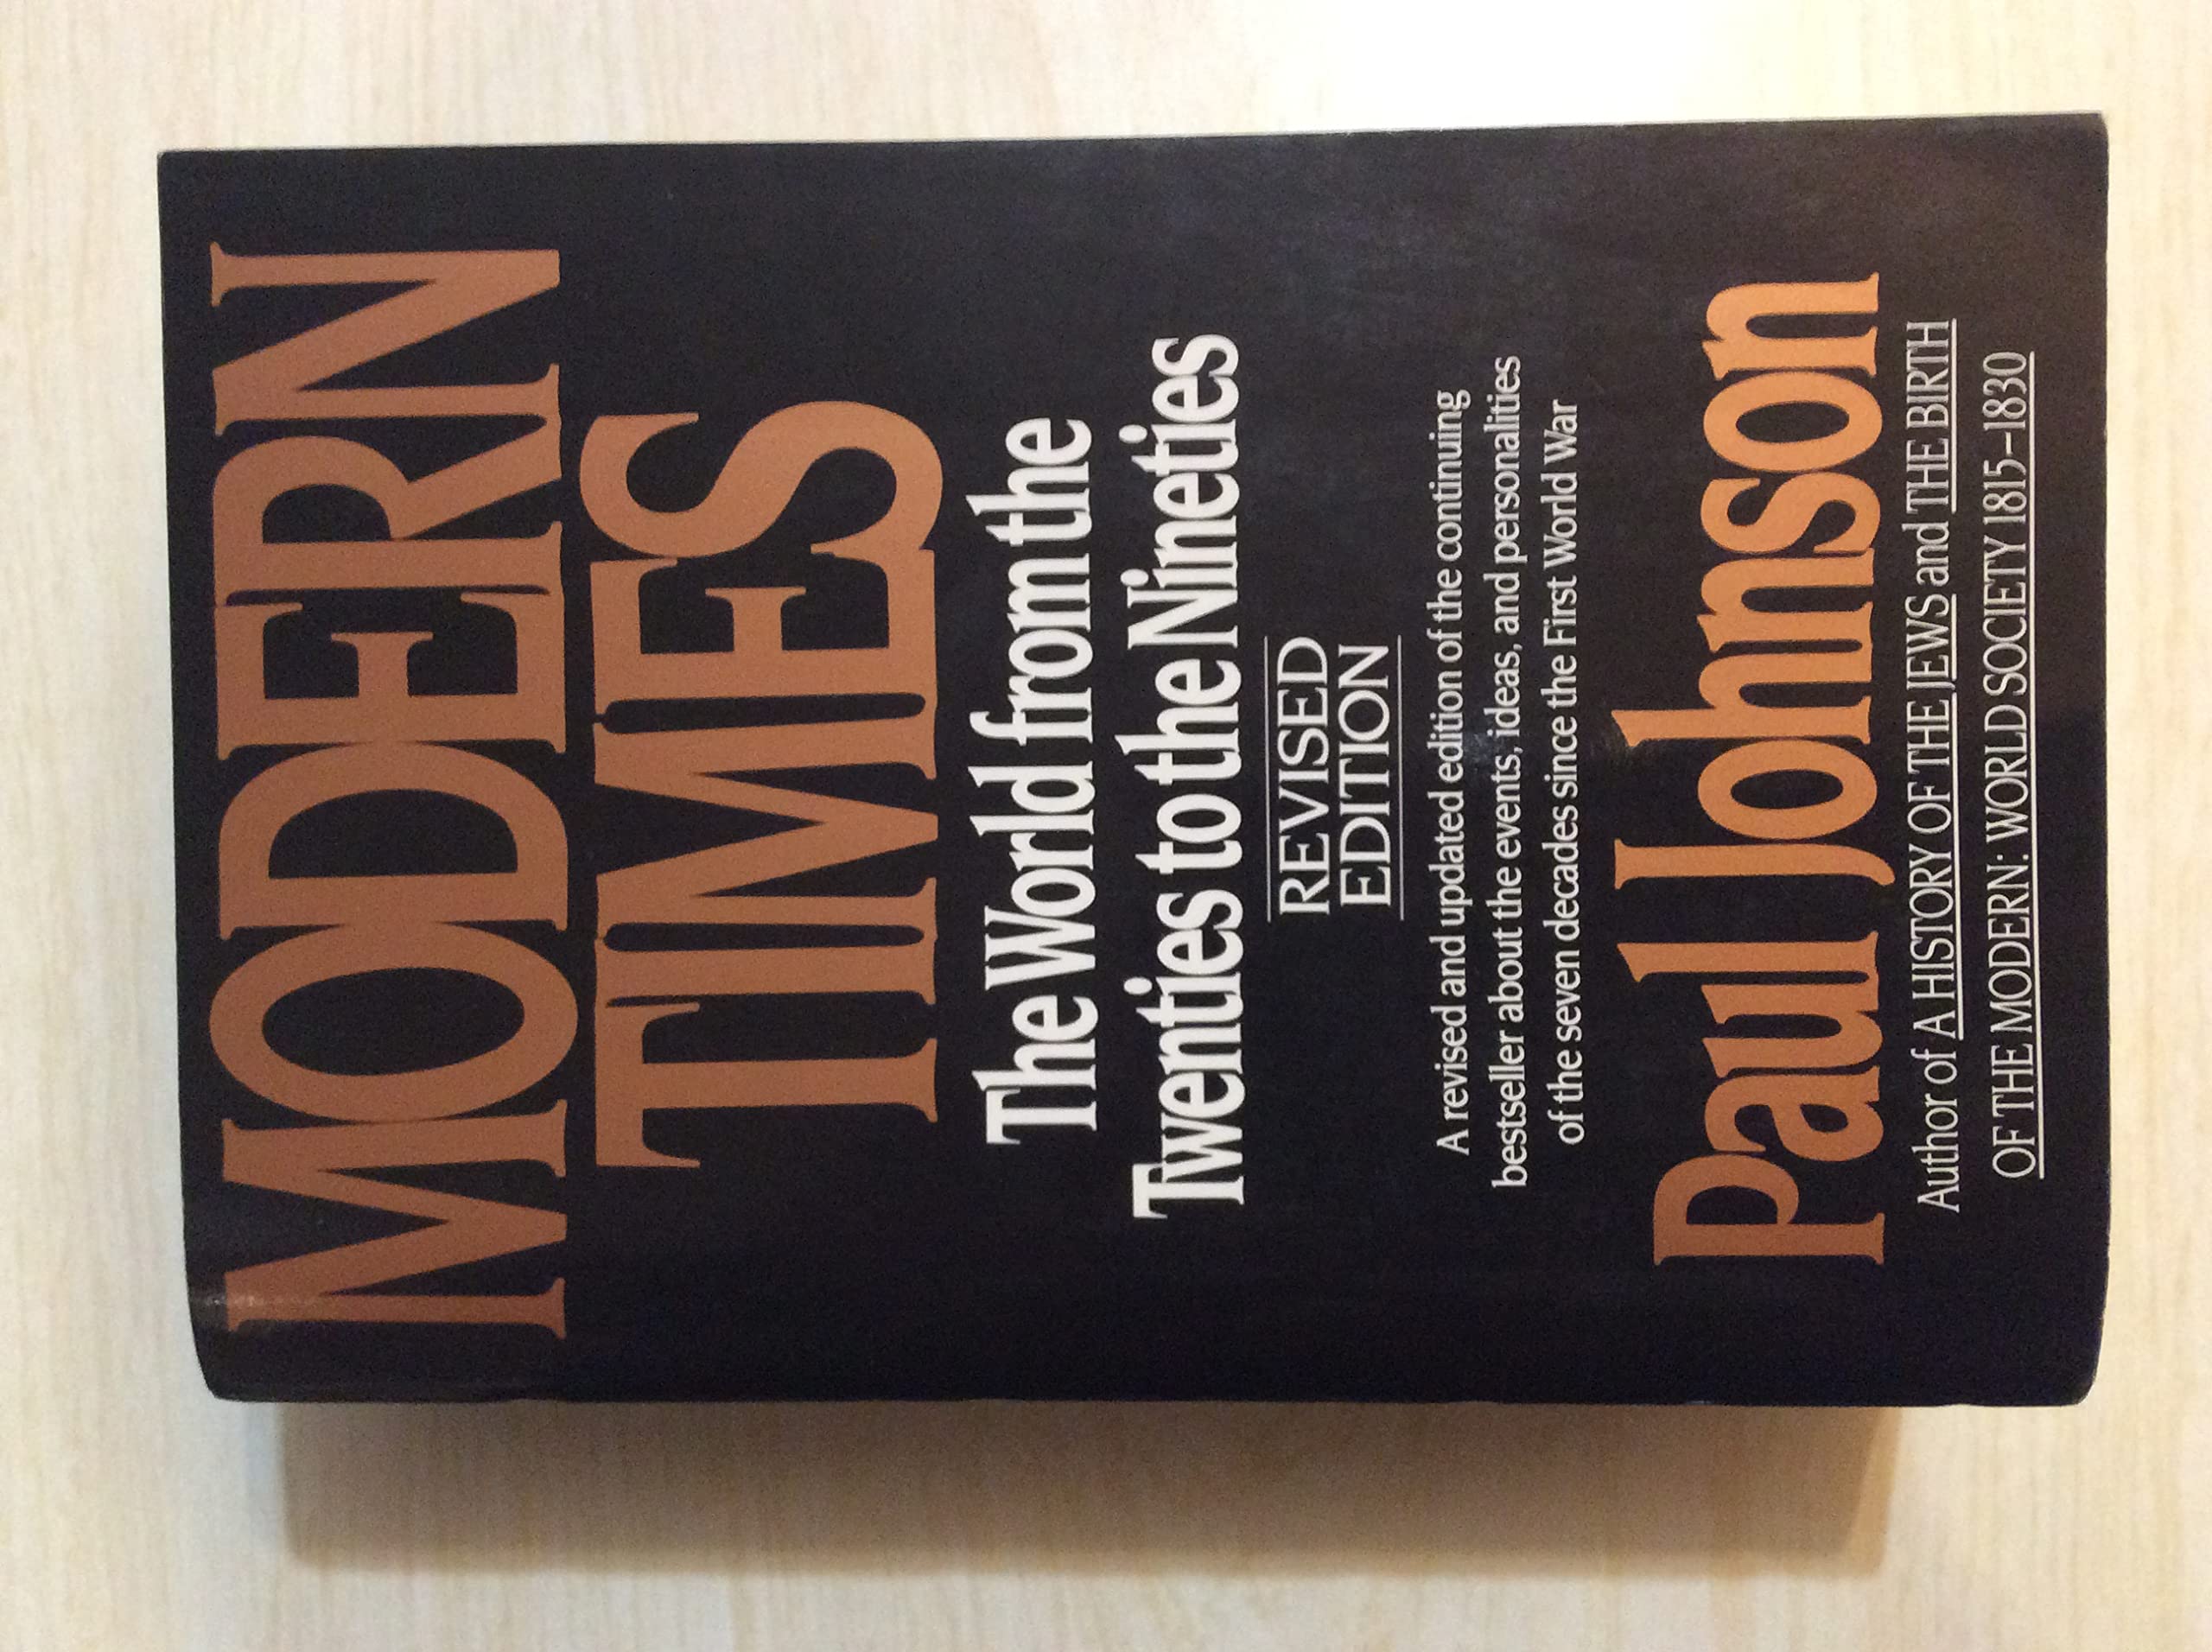 MODERN
TIMES
The World from the
Twenties to the Nineties
REVISED
EDITION
A revised and updated edition of the continuing
bestseller about the events, ideas, and personalities
of the seven decades since the First World War
Paul Johnson
Author of A HISTORY OF THE JEWS and THE BIRTH
OF THE MODERN: WORLD SOCIETY 1815–1830